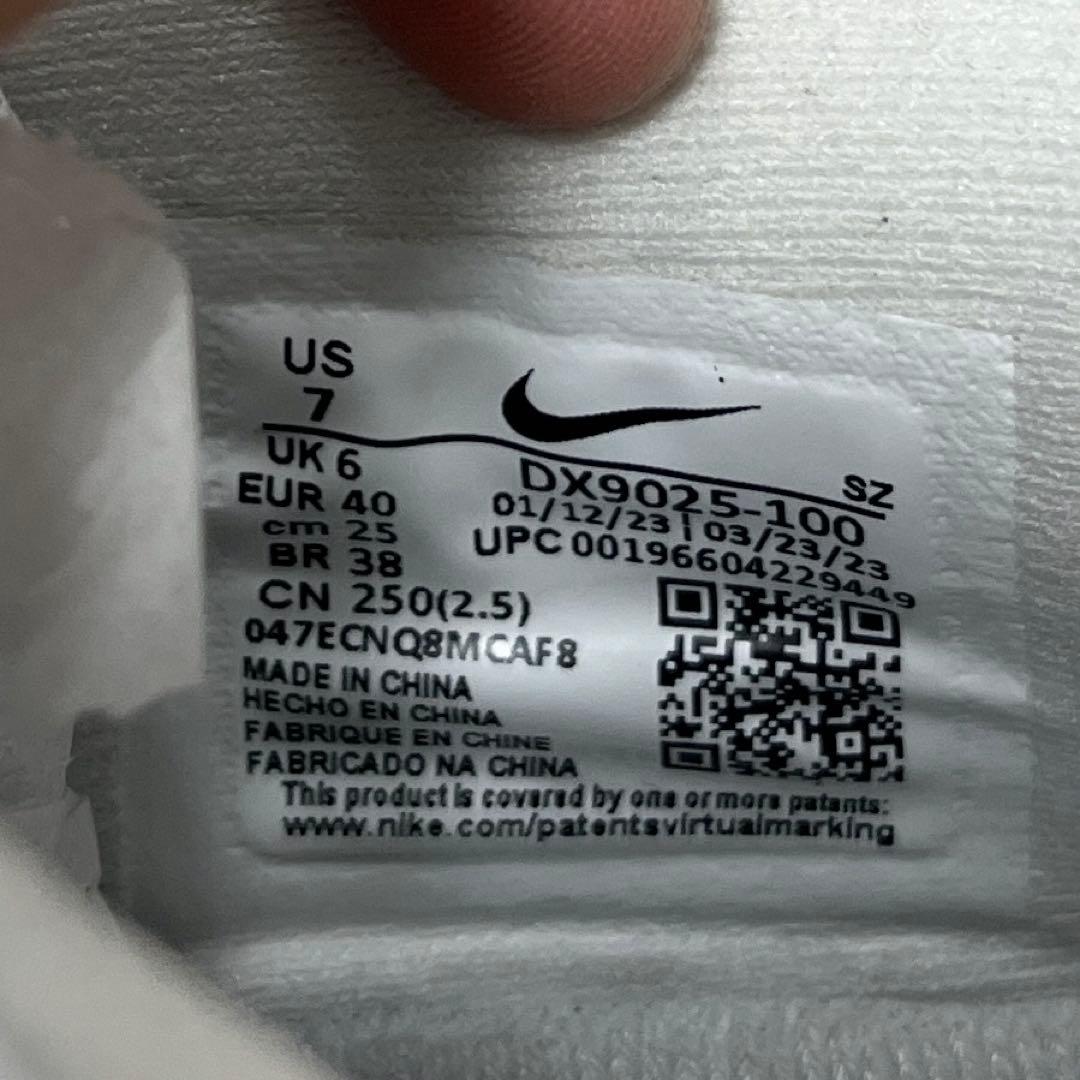 US
7
UK 6
EUR 40
cm 25
BR 38
CN 250(2.5)
SZ
DX9025-100
01/12/23 | 03/23/23
UPC 00196604229449
047ECNQ8MCAF8
MADE IN CHINA
HECHO EN CHINA
FABRIQUE EN CHINE
FABRICADO NA CHINA
This product is covered by one or more patents:
www.nike.com/patentsvirtualmarking